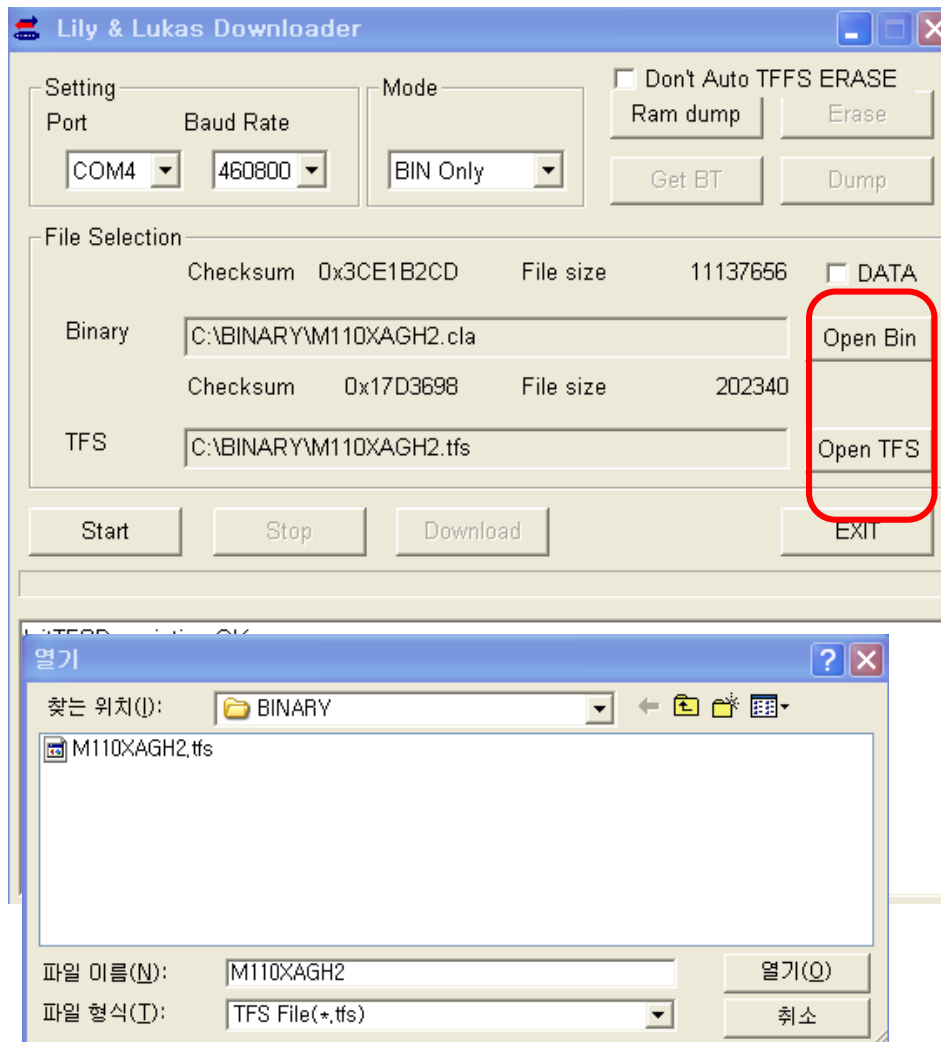 Lily & Lukas Downloader
Don't Auto TFFS ERASE
Setting
Mode
Port Baud Rate
Ram dump Erase
COM4 460800 BIN Only
Get BT Dump
File Selection
Checksum 0x3CE1B2CD File size 11137656 DATA
Binary C:\BINARY\M110XAGH2.cla Open Bin
Checksum 0x17D3698 File size 202340
TFS C:\BINARY\M110XAGH2.tfs Open TFS
Start Stop Download EXIT
열기
찾는 위치(I): BINARY
M110XAGH2.tfs
파일 이름(N): M110XAGH2 열기(O)
파일 형식(T): TFS File(*.tfs) 취소